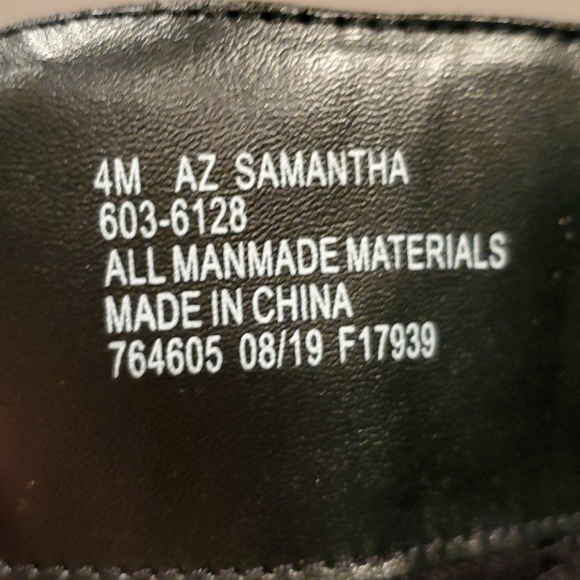 4M AZ SAMANTHA
603-6128
ALL MANMADE MATERIALS
MADE IN CHINA
764605 08/19 F17939